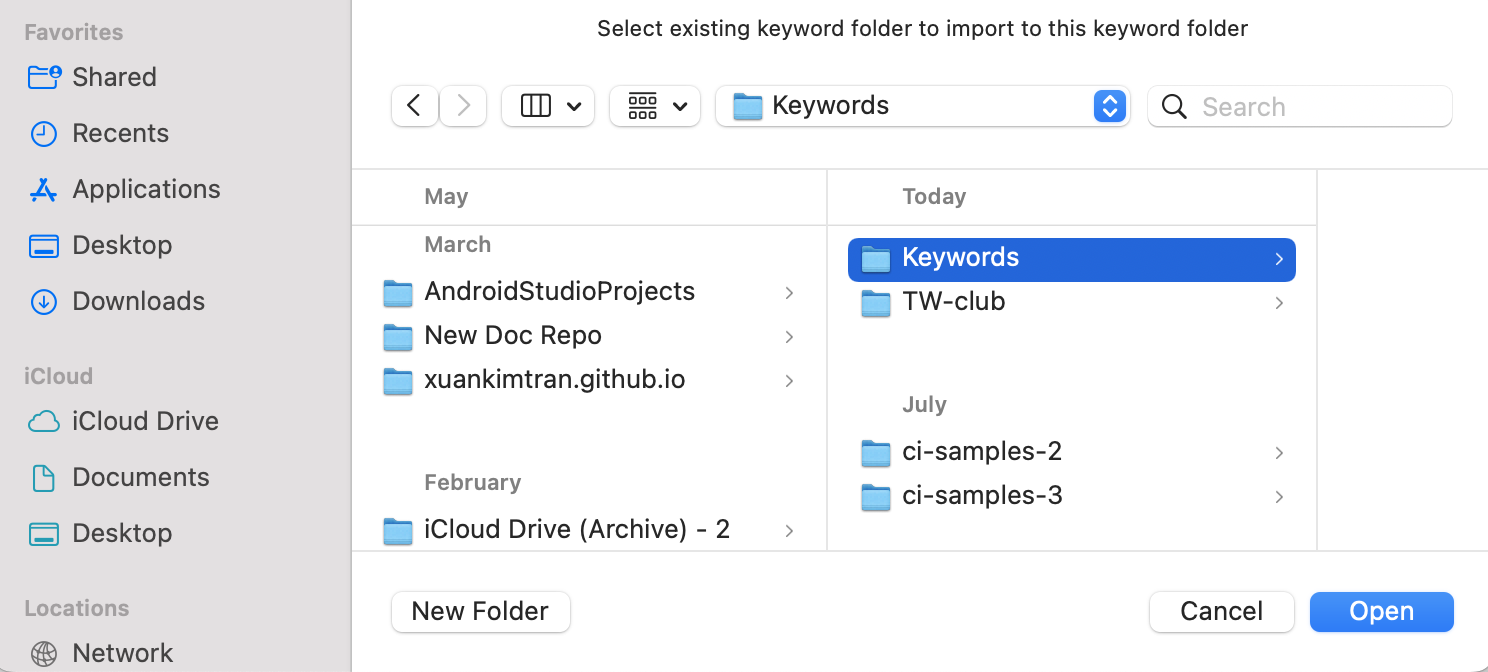 Favorites
Shared
Recents
Applications
Desktop
Downloads
iCloud
iCloud Drive
Documents
Desktop
Locations
Network
Select existing keyword folder to import to this keyword folder
Keywords
Search
May
March
AndroidStudioProjects
New Doc Repo
xuankimtran.github.io
February
iCloud Drive (Archive) - 2
Today
Keywords
TW-club
July
ci-samples-2
ci-samples-3
New Folder
Cancel
Open